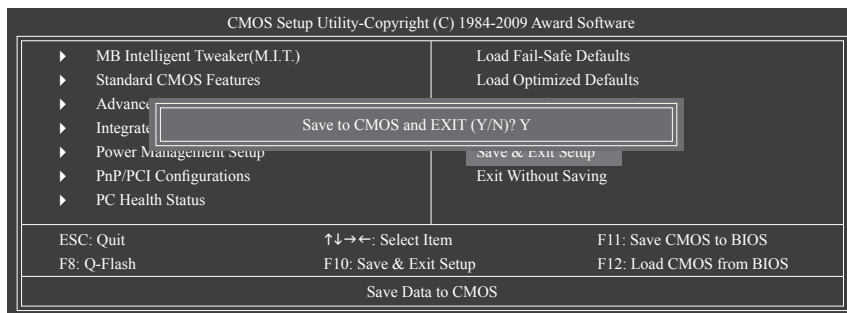 CMOS Setup Utility-Copyright (C) 1984-2009 Award Software
MB Intelligent Tweaker(M.I.T.)
Standard CMOS Features
Advance
Integrate
Power Management Setup
PnP/PCI Configurations
PC Health Status
Load Fail-Safe Defaults
Load Optimized Defaults
Save & Exit Setup
Exit Without Saving
Save to CMOS and EXIT (Y/N)? Y
ESC: Quit ↑↓→←: Select Item F11: Save CMOS to BIOS
F8: Q-Flash F10: Save & Exit Setup F12: Load CMOS from BIOS
Save Data to CMOS